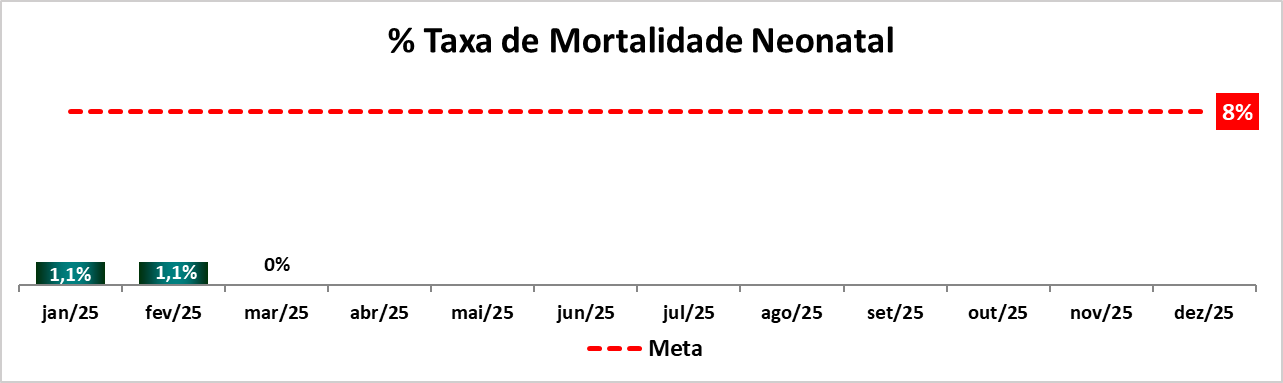 % Taxa de Mortalidade Neonatal
8%
1,1% 1,1% 0%
jan/25 fev/25 mar/25 abr/25 mai/25 jun/25 jul/25 ago/25 set/25 out/25 nov/25 dez/25
Meta